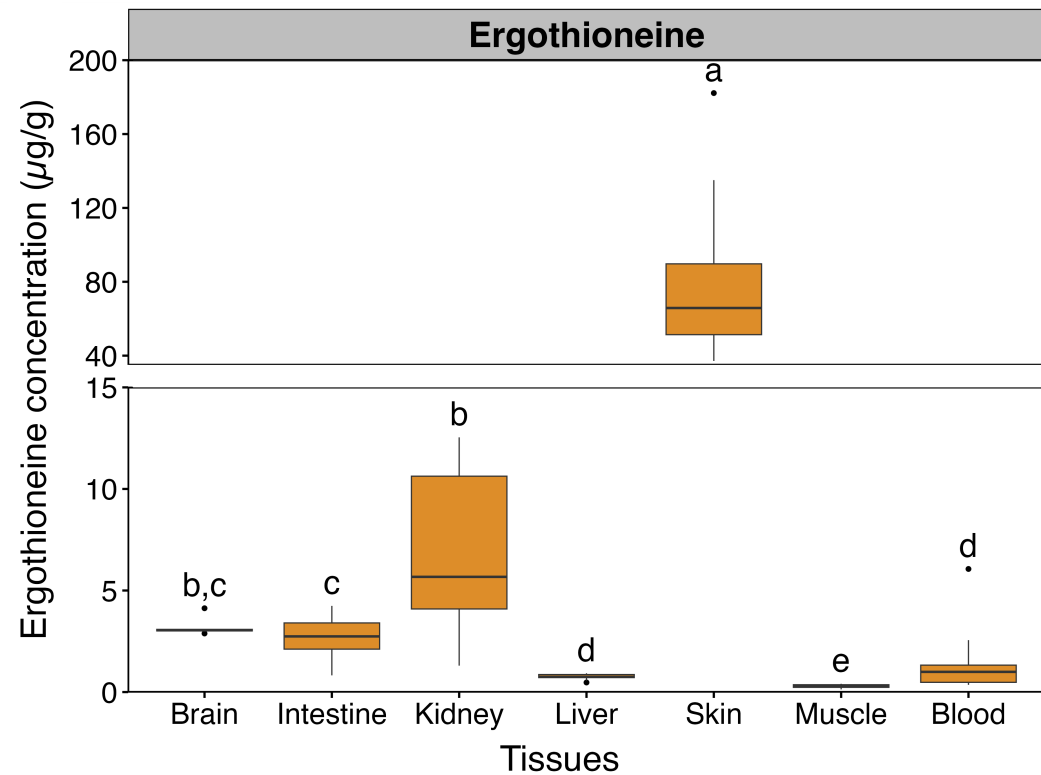 Ergothioneine
Ergothioneine concentration (µg/g)
200
160
120
80
40
a
15
10
5
0
b,c
c
b
d
e
d
Brain Intestine Kidney Liver Skin Muscle Blood
Tissues